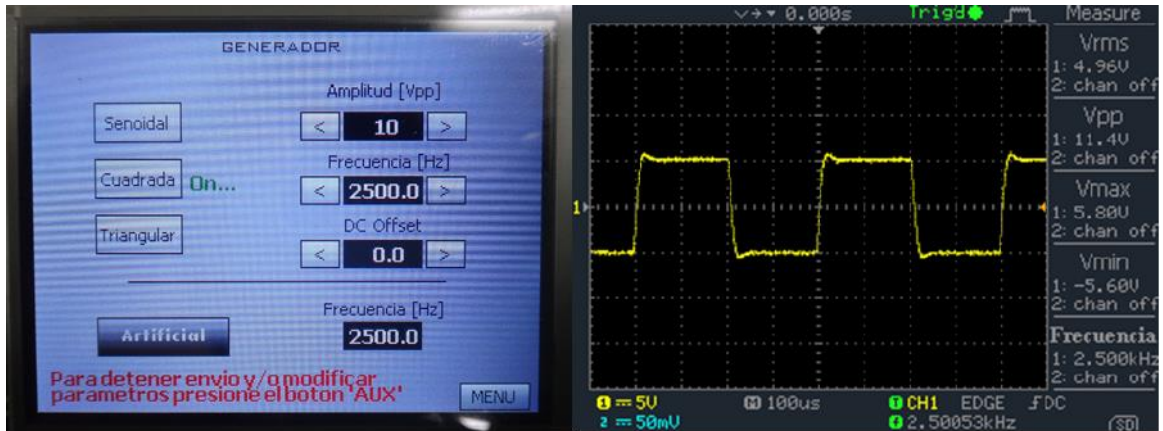 GENERADOR
Amplitud [Vpp]
Senoidal
< 10 >
Frecuencia [Hz]
Cuadrada On...
< 2500.0 >
DC Offset
Triangular
< 0.0 >
Frecuencia [Hz]
Artificial
2500.0
Para detener envio y/o modificar
parametros presione el boton 'AUX'
MENU
0.000s Trig'd Measure
Vrms
1: 4.96V
2: chan off
Vpp
1: 11.4V
2: chan off
Vmax
1: 5.80V
2: chan off
1
Vmin
1: -5.60V
2: chan off
Frecuencia
1: 2.500kHz
2: chan off
1 5V 100us CH1 EDGE DC
2 50mV 2.50053kHz SD